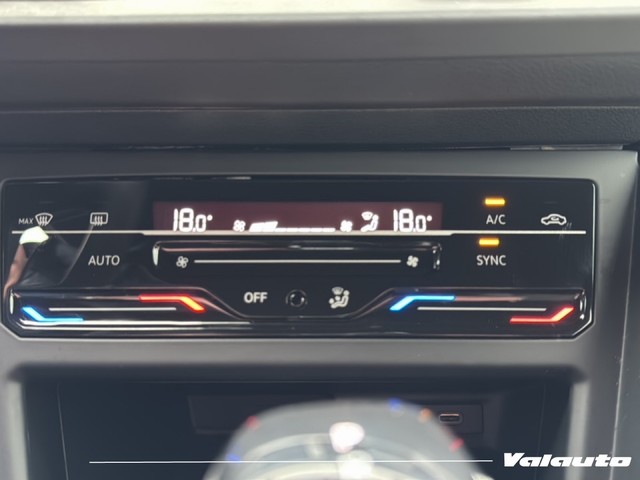 MAX
18.0° 18.0°
A/C
AUTO
SYNC
OFF
Valauto